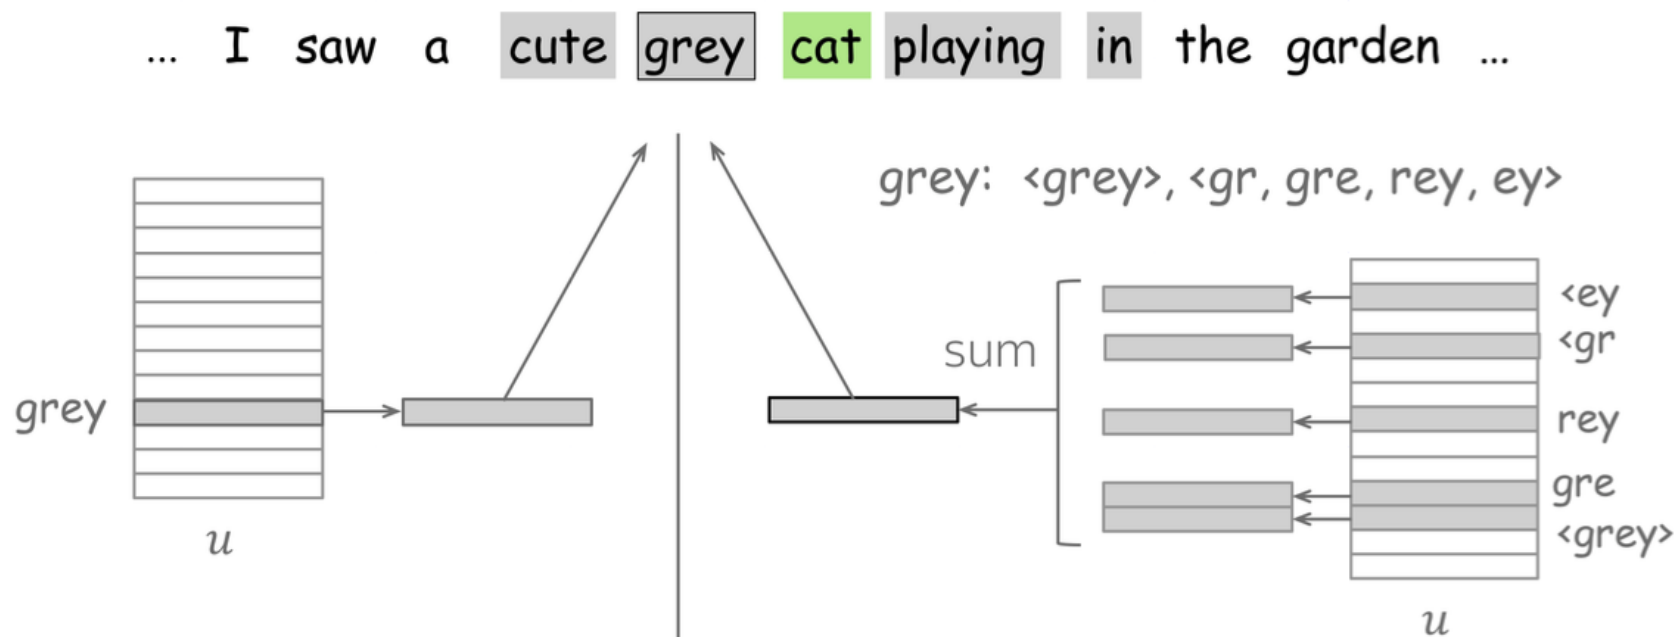 ... I saw a cute grey cat playing in the garden ...
grey: <grey>, <gr, gre, rey, ey>
<ey
<gr
sum
grey
rey
gre
<grey>
u
u